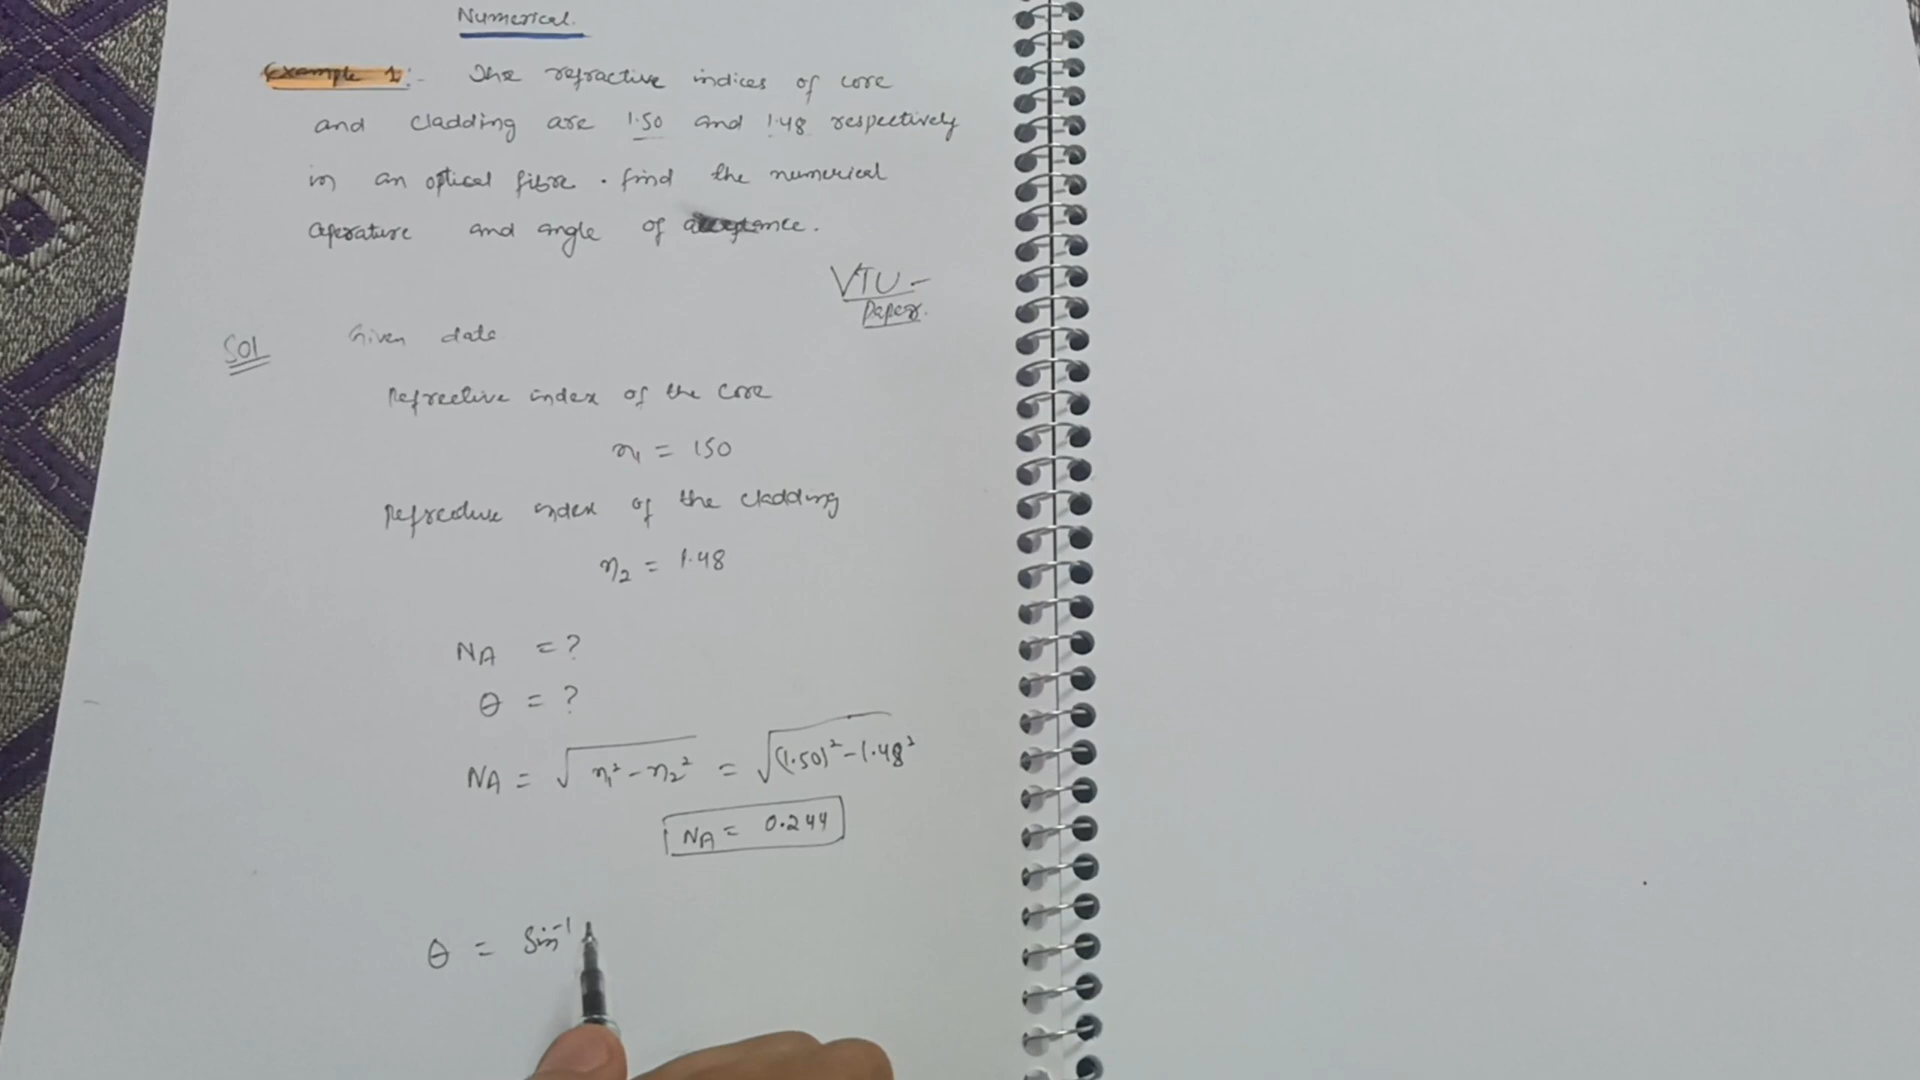 Numerical.
Example 1:- The refractive indices of core
and cladding are 1.50 and 1.48 respectively
in an optical fibre. find the numerical
aperature and angle of acceptance.
VTU-
Paper.
Sol Given data
Refractive index of the core
n1 = 150
Refractive index of the cladding
n2 = 1.48
NA = ?
θ = ?
NA = √n1² - n2² = √(1.50)² - 1.48²
NA = 0.244
θ = Sin⁻¹